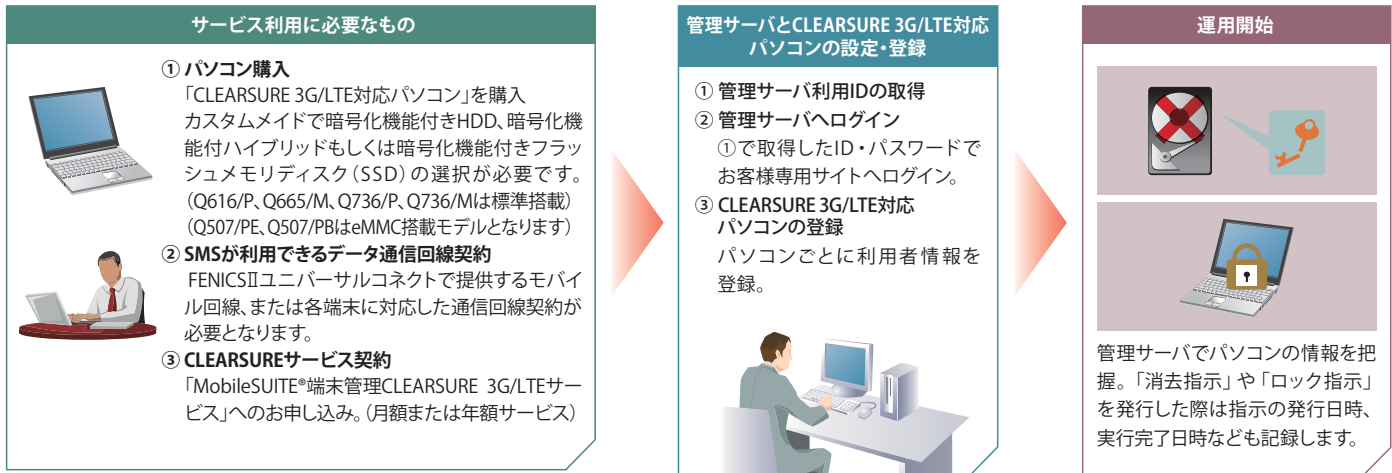 サービス利用に必要なもの
① パソコン購入
「CLEARSURE 3G/LTE対応パソコン」を購入
カスタムメイドで暗号化機能付きHDD、暗号化機
能付ハイブリッドもしくは暗号化機能付きフラッ
シュメモリディスク（SSD）の選択が必要です。
（Q616/P、Q665/M、Q736/P、Q736/Mは標準搭載）
（Q507/PE、Q507/PBはeMMC搭載モデルとなります）
② SMSが利用できるデータ通信回線契約
FENICSⅡユニバーサルコネクトで提供するモバイ
ル回線、または各端末に対応した通信回線契約が
必要となります。
③ CLEARSUREサービス契約
「MobileSUITE®端末管理CLEARSURE 3G/LTEサー
ビス」へのお申し込み。（月額または年額サービス）
管理サーバとCLEARSURE 3G/LTE対応
パソコンの設定・登録
① 管理サーバ利用IDの取得
② 管理サーバへログイン
①で取得したID・パスワードで
お客様専用サイトへログイン。
③ CLEARSURE 3G/LTE対応
パソコンの登録
パソコンごとに利用者情報を
登録。
運用開始
管理サーバでパソコンの情報を把
握。「消去指示」や「ロック指示」
を発行した際は指示の発行日時、
実行完了日時なども記録します。